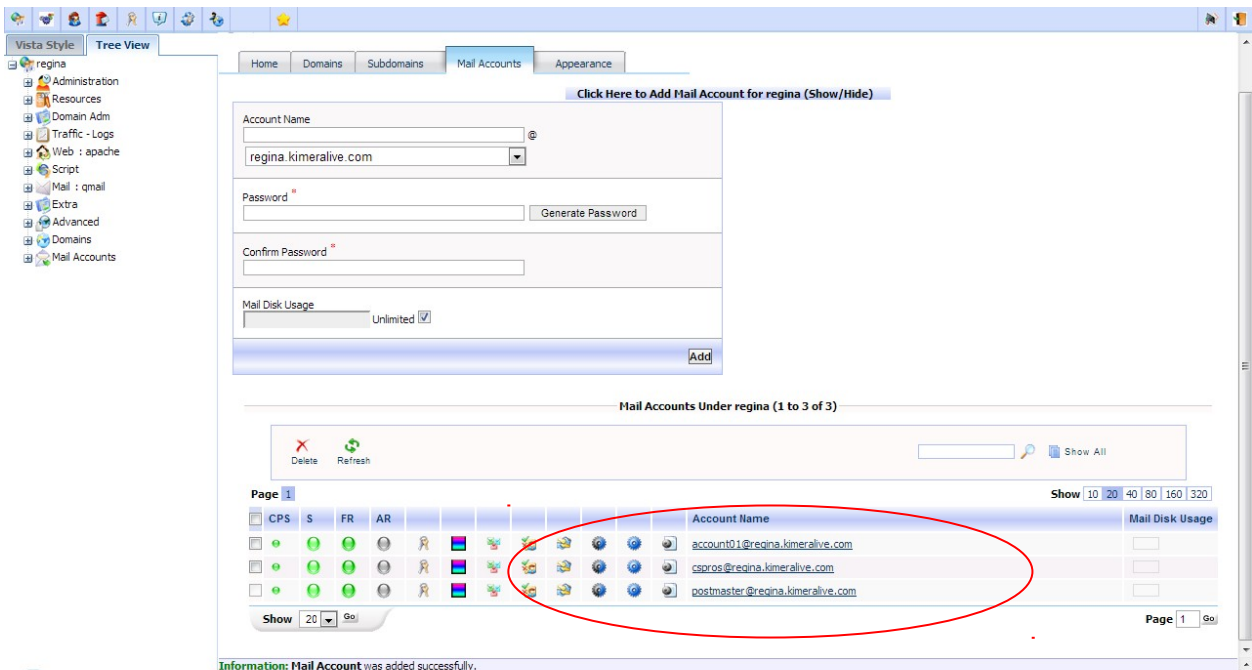 Vista Style Tree View
regina
Administration
Resources
Domain Adm
Traffic - Logs
Web : apache
Script
Mail : qmail
Extra
Advanced
Domains
Mail Accounts
Home Domains Subdomains Mail Accounts Appearance
Click Here to Add Mail Account for regina (Show/Hide)
Account Name
@
regina.kimeralive.com
Password *
Generate Password
Confirm Password *
Mail Disk Usage
Unlimited
Add
Mail Accounts Under regina (1 to 3 of 3)
Delete Refresh
Show All
Page 1 Show 10 20 40 80 160 320
CPS S FR AR Account Name Mail Disk Usage
account01@regina.kimeralive.com
cspros@regina.kimeralive.com
postmaster@regina.kimeralive.com
Show 20 Go Page 1 Go
Information: Mail Account was added successfully.